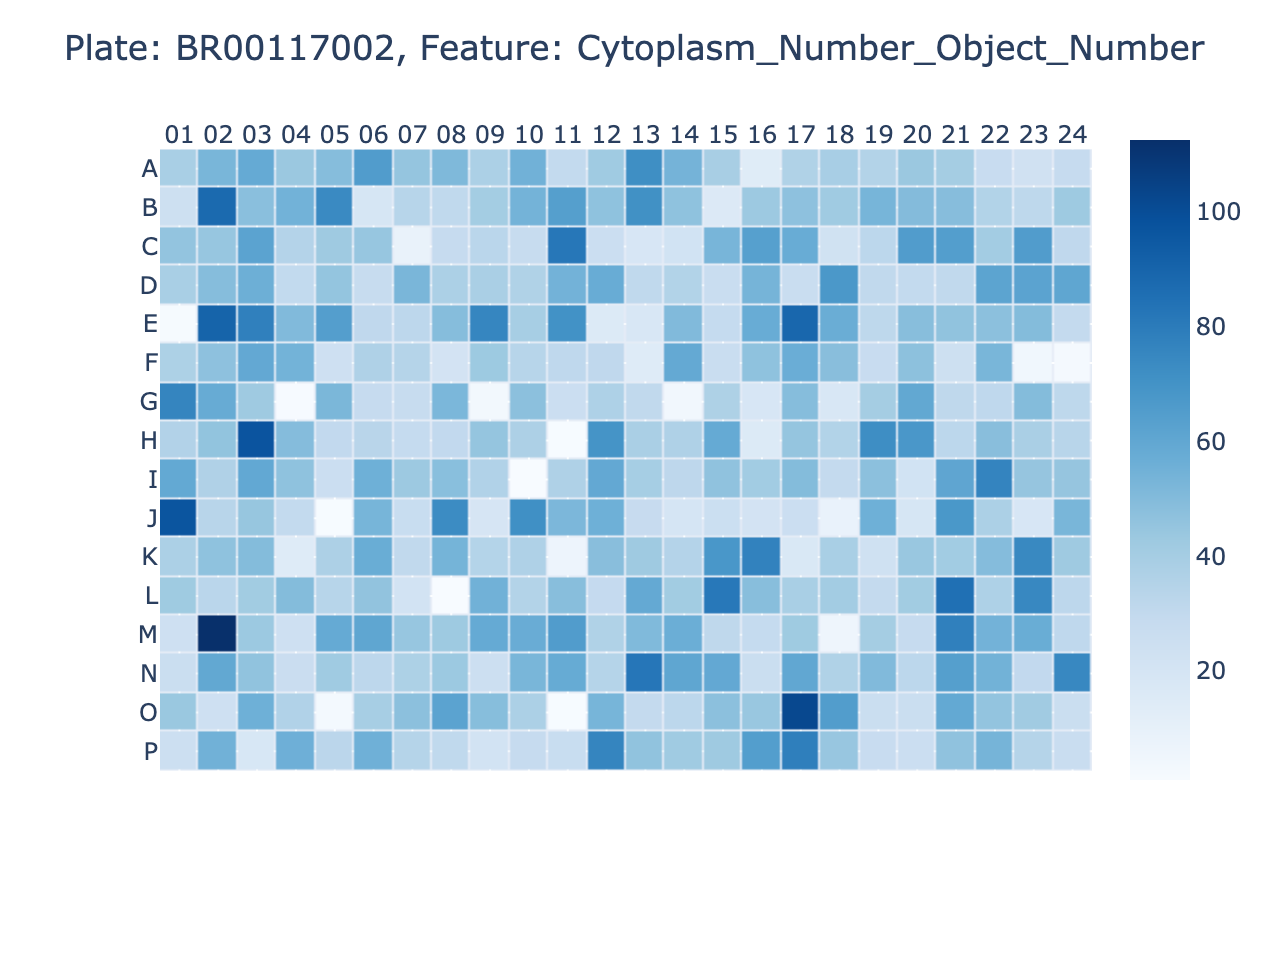 Plate: BR00117002, Feature: Cytoplasm_Number_Object_Number
01 02 03 04 05 06 07 08 09 10 11 12 13 14 15 16 17 18 19 20 21 22 23 24
A
B
C
D
E
F
G
H
I
J
K
L
M
N
O
P
100
80
60
40
20